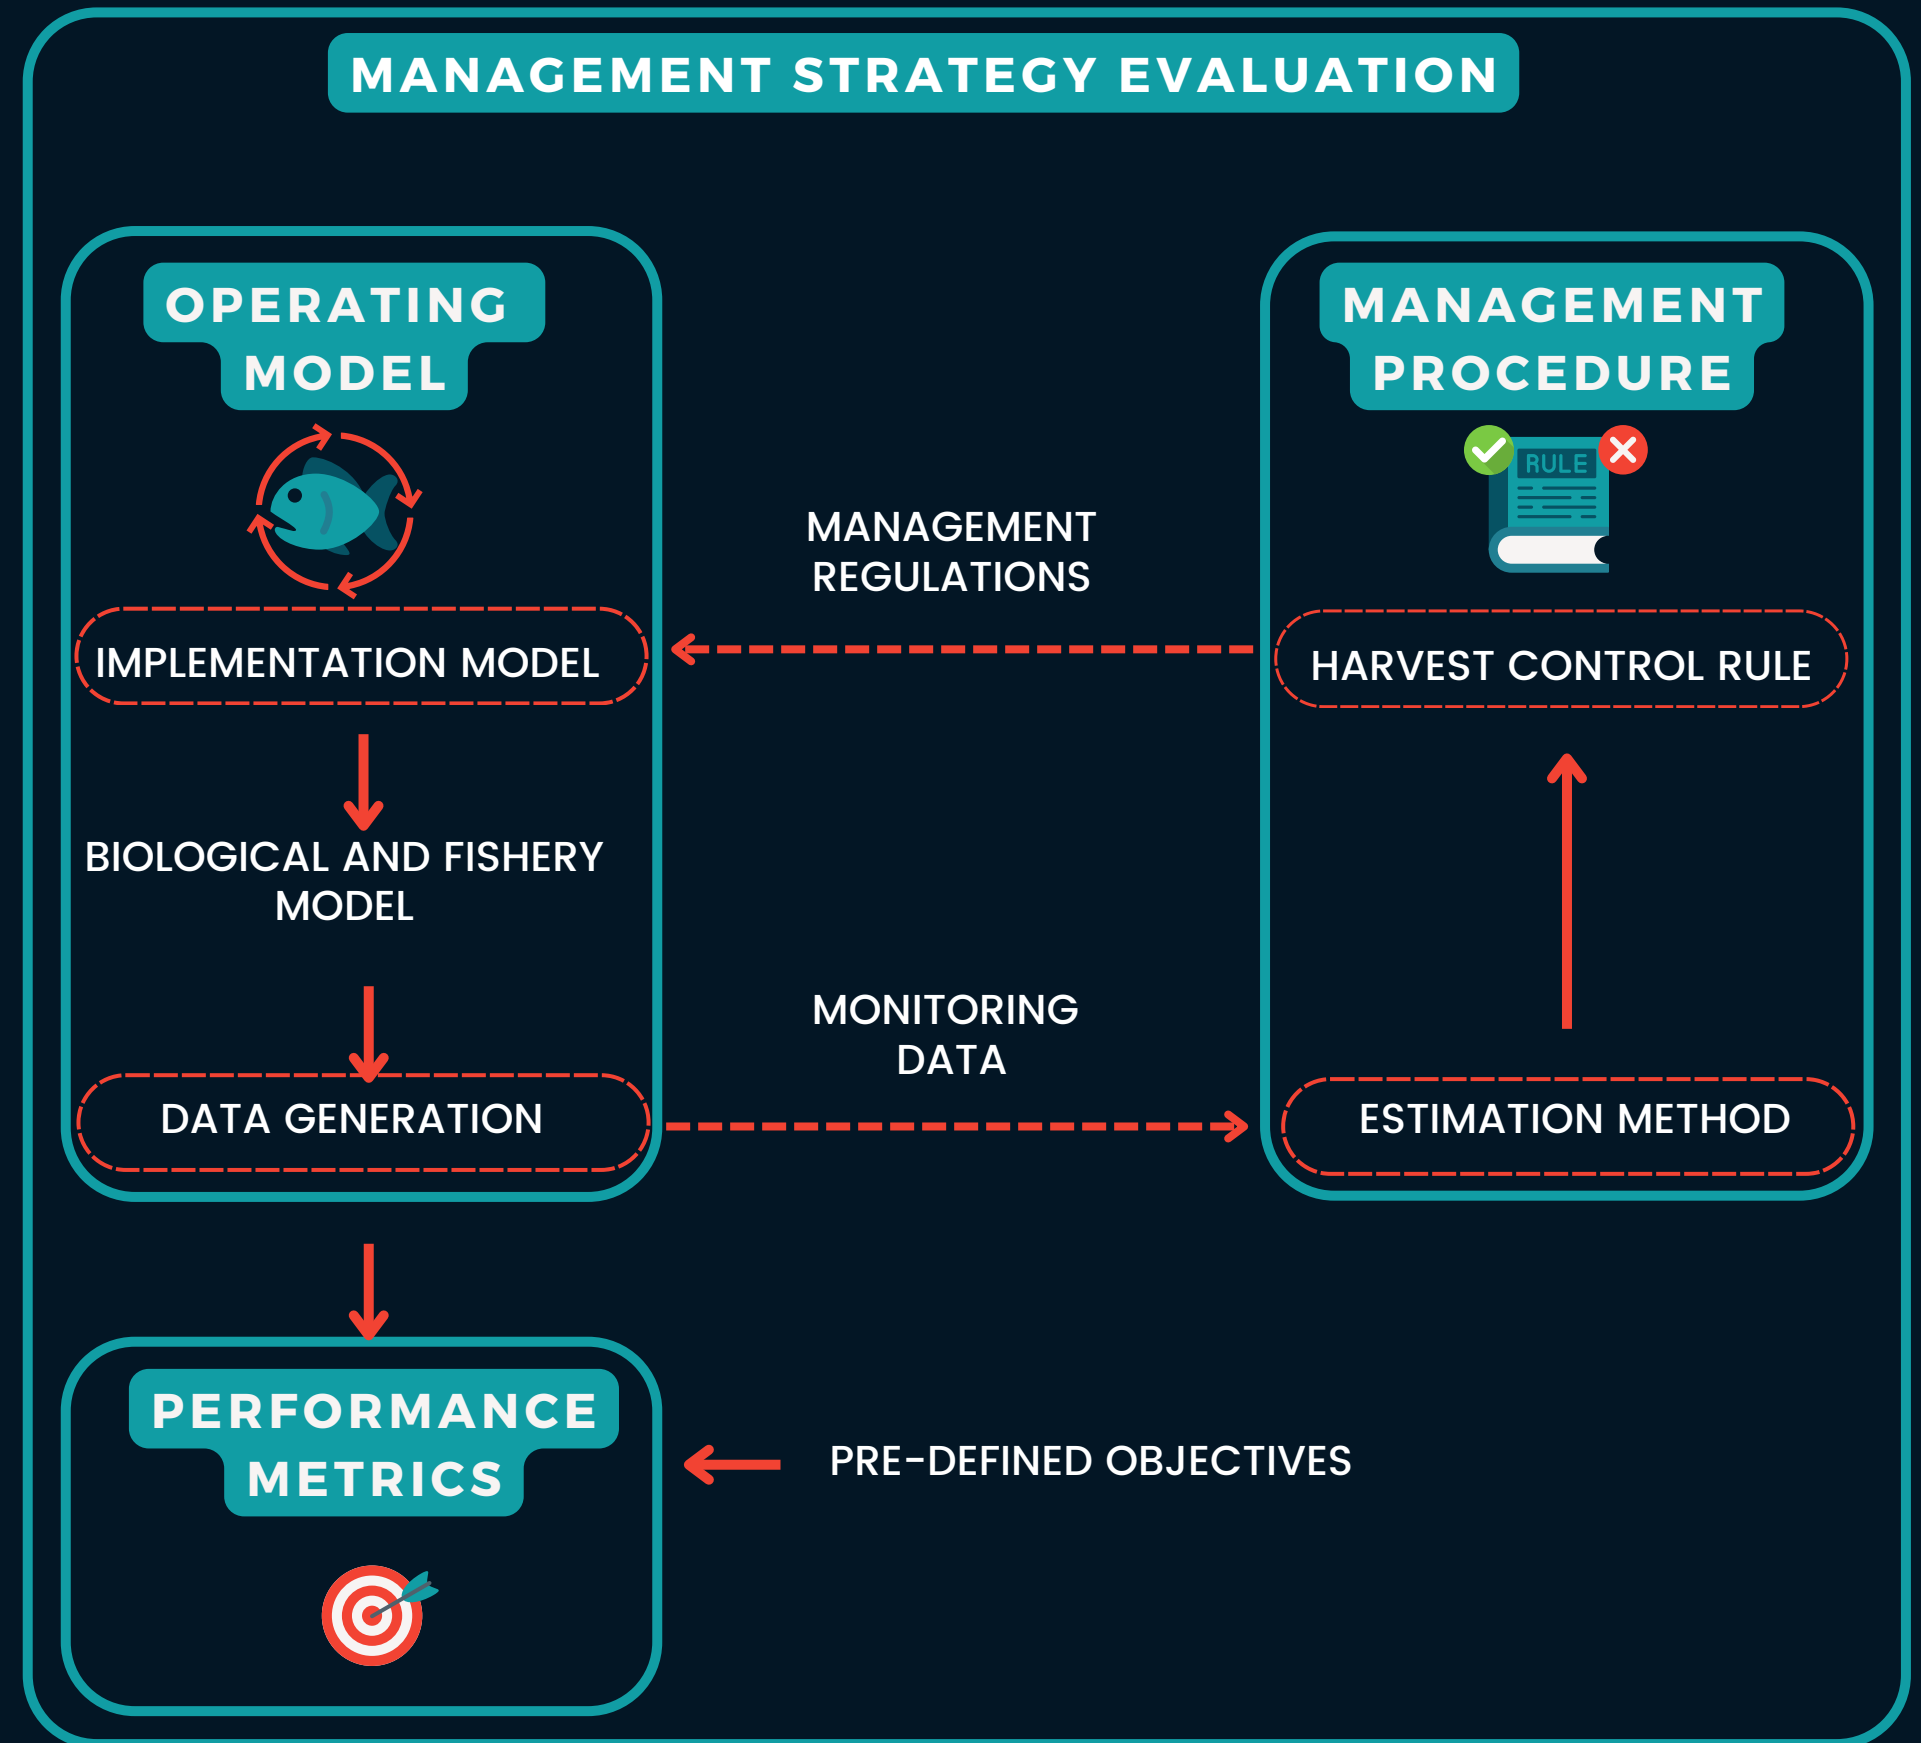 MANAGEMENT STRATEGY EVALUATION
OPERATING
MODEL
IMPLEMENTATION MODEL
BIOLOGICAL AND FISHERY
MODEL
DATA GENERATION
MANAGEMENT
REGULATIONS
MONITORING
DATA
MANAGEMENT
PROCEDURE
RULE
HARVEST CONTROL RULE
ESTIMATION METHOD
PERFORMANCE
METRICS
PRE-DEFINED OBJECTIVES